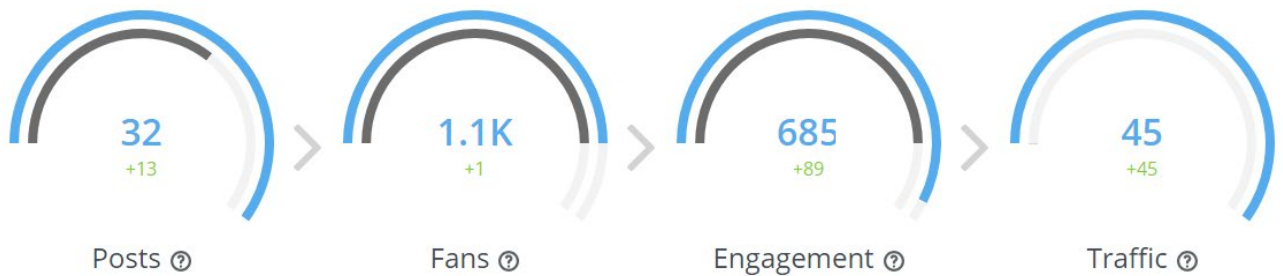 32
+13
Posts ?
1.1K
+1
Fans ?
685
+89
Engagement ?
45
+45
Traffic ?